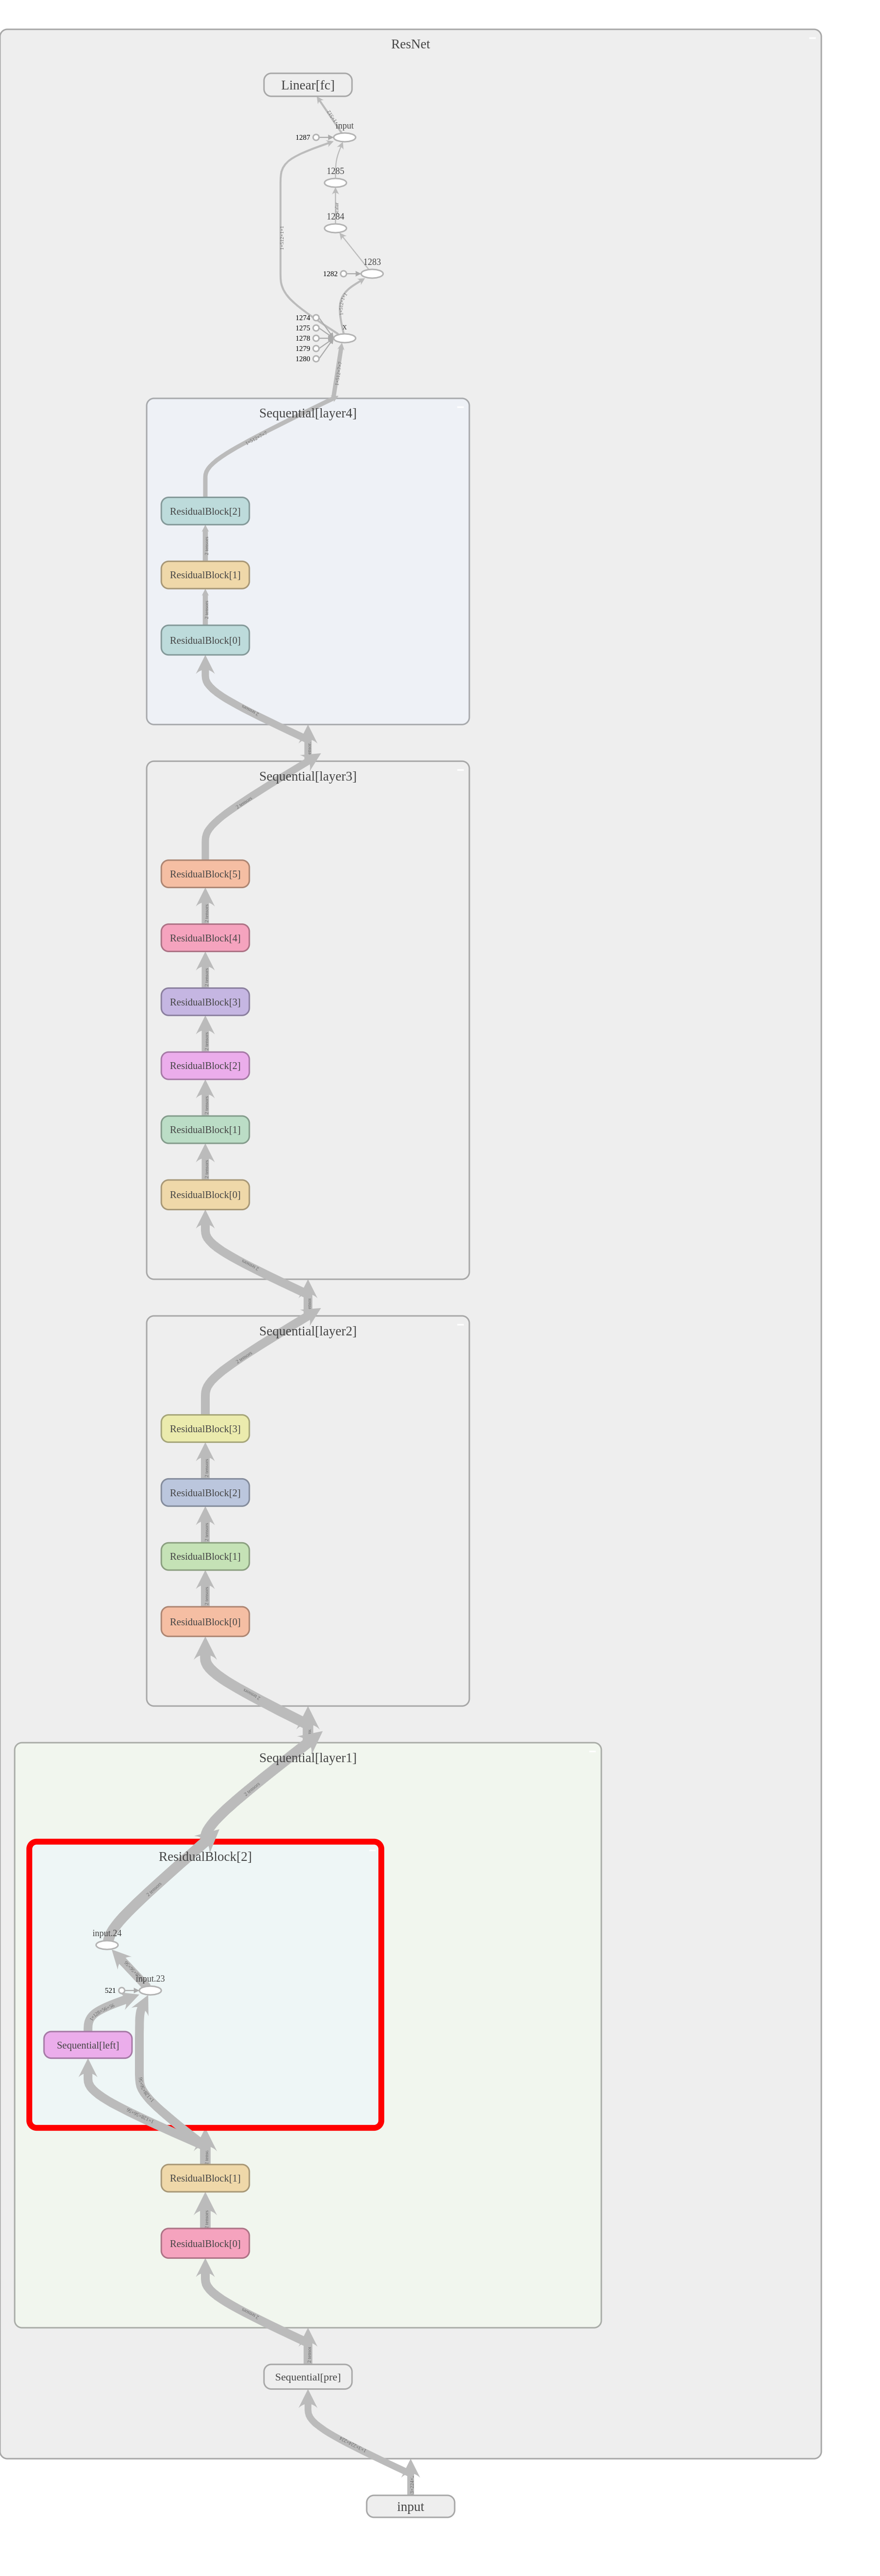 ResNet
Linear[fc]
input
1287
1285
1284
1283
1282
1274
x
1275
1278
1279
1280
Sequential[layer4]
ResidualBlock[2]
ResidualBlock[1]
ResidualBlock[0]
Sequential[layer3]
ResidualBlock[5]
ResidualBlock[4]
ResidualBlock[3]
ResidualBlock[2]
ResidualBlock[1]
ResidualBlock[0]
Sequential[layer2]
ResidualBlock[3]
ResidualBlock[2]
ResidualBlock[1]
ResidualBlock[0]
Sequential[layer1]
ResidualBlock[2]
input.24
input.23
521
Sequential[left]
ResidualBlock[1]
ResidualBlock[0]
Sequential[pre]
input